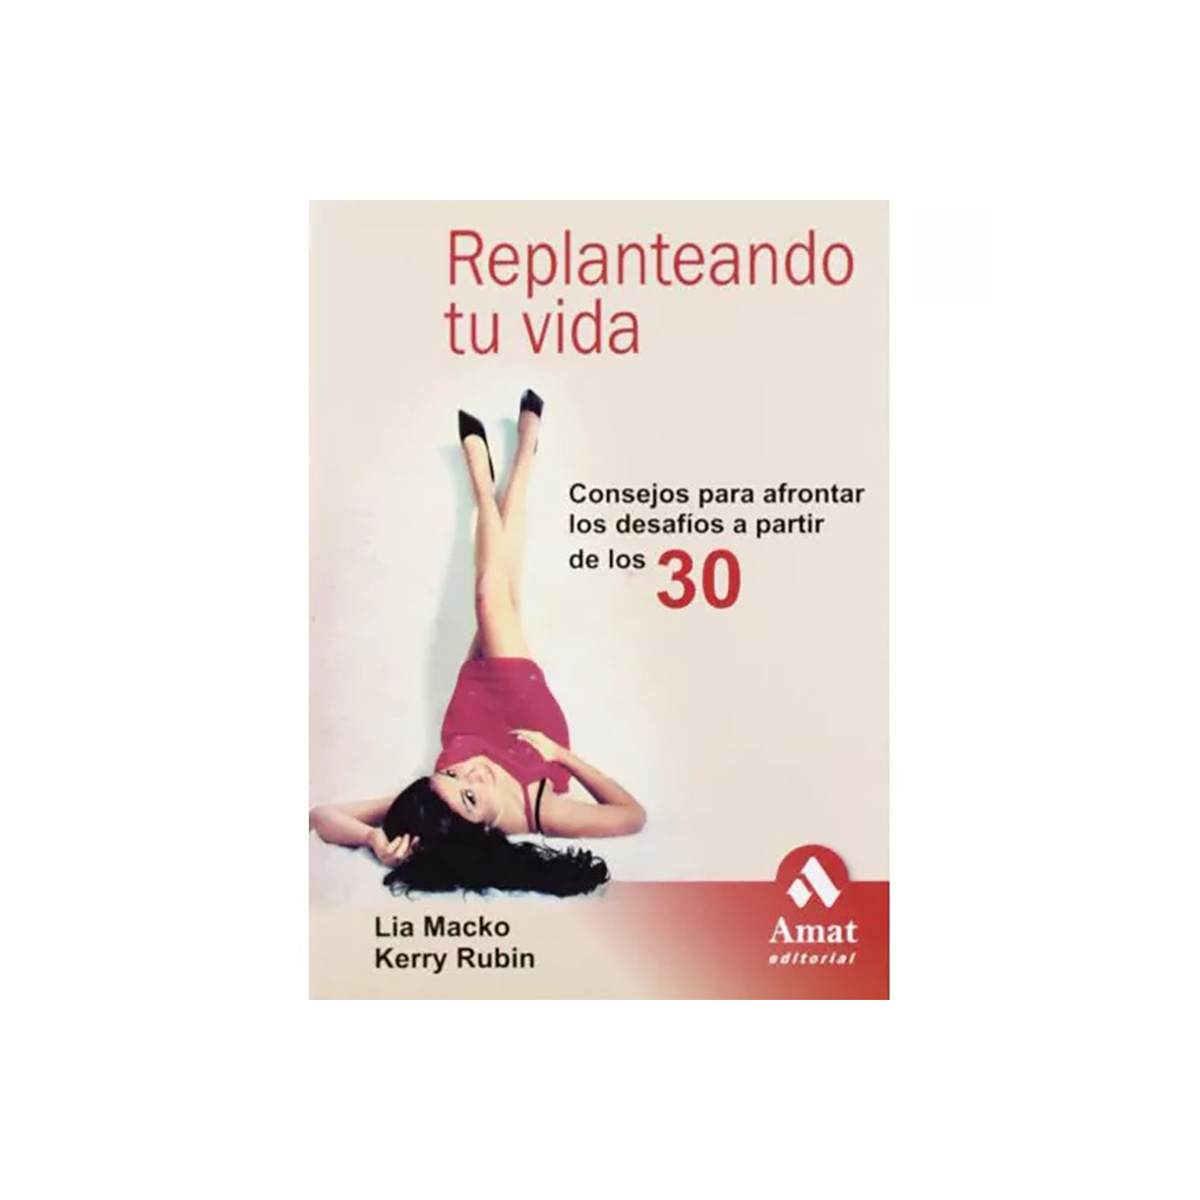 Replanteando
tu vida
Consejos para afrontar
los desafíos a partir
de los 30
Lia Macko
Kerry Rubin
Amat
editorial